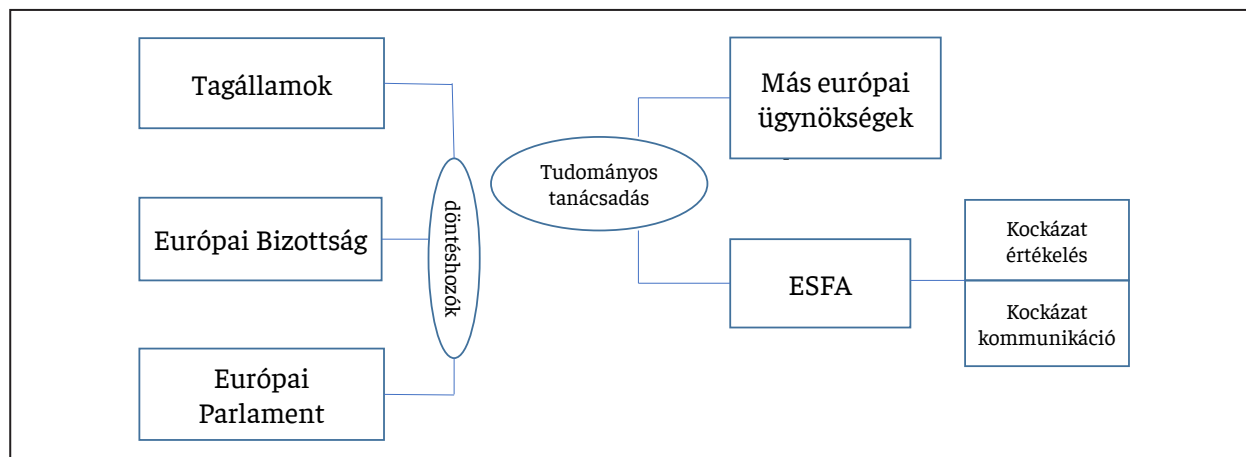 Tagállamok
Európai Bizottság
Európai
Parlament
döntéshozók
Tudományos
tanácsadás
Más európai
ügynökségek
ESFA
Kockázat
értékelés
Kockázat
kommunikáció